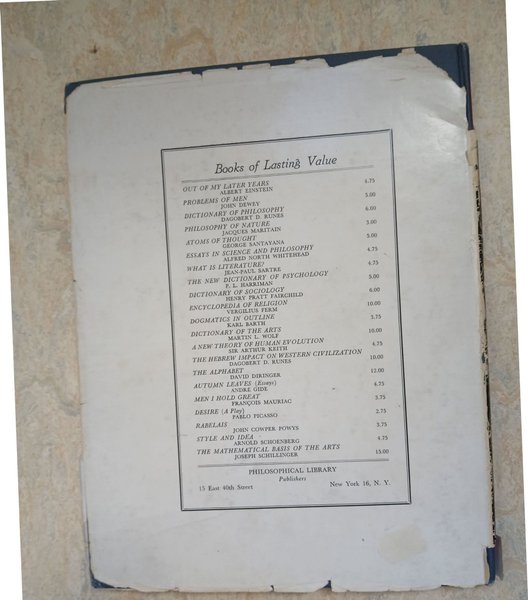 Books of Lasting Value
OUT OF MY LATER YEARS 4.75
ALBERT EINSTEIN
PROBLEMS OF MEN 5.00
JOHN DEWEY
DICTIONARY OF PHILOSOPHY 6.00
DAGOBERT D. RUNES
PHILOSOPHY OF NATURE 3.00
JACQUES MARITAIN
ATOMS OF THOUGHT 5.00
GEORGE SANTAYANA
ESSAYS IN SCIENCE AND PHILOSOPHY 4.75
ALFRED NORTH WHITEHEAD
WHAT IS LITERATURE? 4.75
JEAN-PAUL SARTRE
THE NEW DICTIONARY OF PSYCHOLOGY 5.00
P. L. HARRIMAN
DICTIONARY OF SOCIOLOGY 6.00
HENRY PRATT FAIRCHILD
ENCYCLOPEDIA OF RELIGION 10.00
VERGILIUS FERM
DOGMATICS IN OUTLINE 3.75
KARL BARTH
DICTIONARY OF THE ARTS 10.00
MARTIN L. WOLF
A NEW THEORY OF HUMAN EVOLUTION 4.75
SIR ARTHUR KEITH
THE HEBREW IMPACT ON WESTERN CIVILIZATION 10.00
DAGOBERT D. RUNES
THE ALPHABET 12.00
DAVID DIRINGER
AUTUMN LEAVES (Essays) 4.75
ANDRE GIDE
MEN I HOLD GREAT 3.75
FRANÇOIS MAURIAC
DESIRE (A Play) 2.75
PABLO PICASSO
RABELAIS 3.75
JOHN COWPER POWYS
STYLE AND IDEA 4.75
ARNOLD SCHOENBERG
THE MATHEMATICAL BASIS OF THE ARTS 15.00
JOSEPH SCHILLINGER
PHILOSOPHICAL LIBRARY
Publishers
15 East 40th Street New York 16, N. Y.